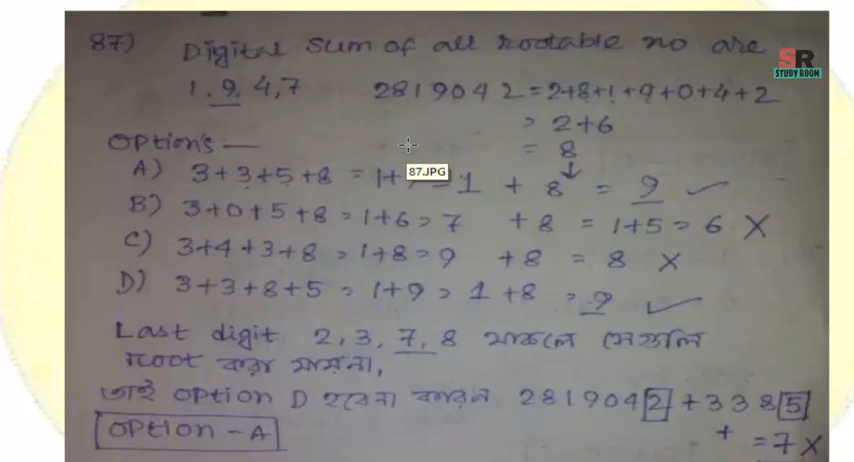 87) Digital sum of all rootable no are
SR
STUDY ROOM
1, 9, 4, 7 2819042 = 2+8+1+9+0+4+2
= 2+6
Option's — = 8
87.JPG
A) 3+3+5+8 = 1+9 = 1 + 8 = 9 ✓
B) 3+0+5+8 = 1+6 = 7 + 8 = 1+5 = 6 X
C) 3+4+3+8 = 1+8 = 9 + 8 = 8 X
D) 3+3+8+5 = 1+9 = 1 + 8 = 9 ✓
Last digit 2, 3, 7, 8 থাকলে সেগুলি
root করা যায়না,
তাই option D হবেনা কারন 2819042 + 3385
+ = 7 X
Option - A